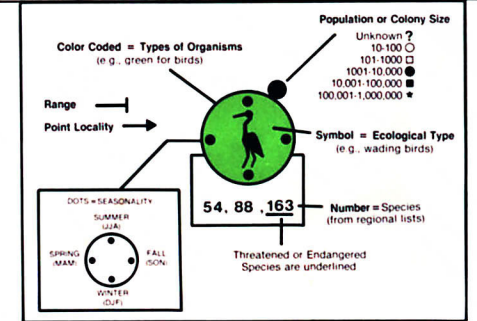 Population or Colony Size
Unknown ?
10-100
101-1000
1001-10,000
10,001-100,000
100,001-1,000,000
Color Coded = Types of Organisms
(e.g., green for birds)
Range
Point Locality
Symbol = Ecological Type
(e.g., wading birds)
54, 88, 163
Number = Species
(from regional lists)
Threatened or Endangered
Species are underlined
DOTS = SEASONALITY
SUMMER
(JJA)
SPRING
(MAM)
FALL
(SON)
WINTER
(DJF)